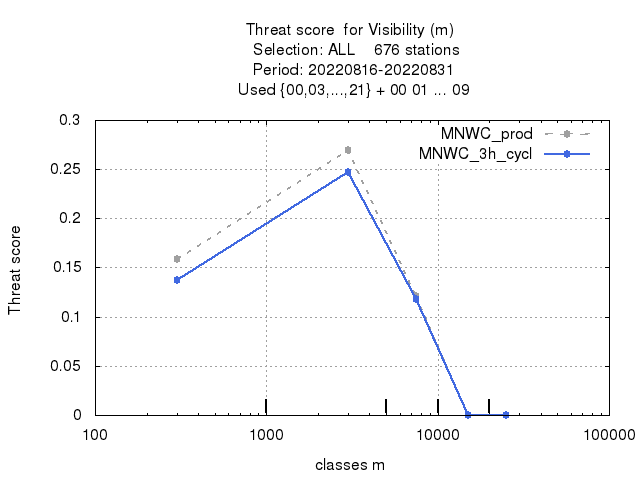 Threat score  for Visibility (m)
Selection: ALL    676 stations
Period: 20220816-20220831
Used {00,03,...,21} + 00 01 ... 09
MNWC_prod
MNWC_3h_cycl
0.3
0.25
0.2
0.15
0.1
0.05
0
Threat score
100 1000 10000 100000
classes m